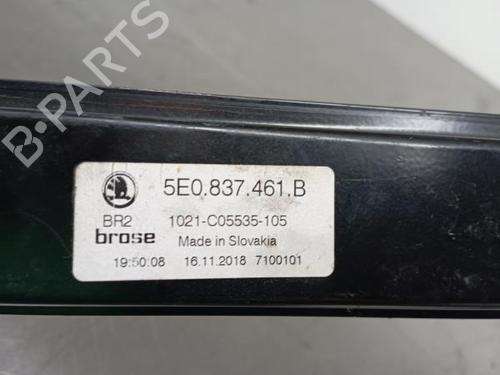 B-PARTS
5E0.837.461.B
BR2 1021-C05535-105
brose Made in Slovakia
19:50:08 16.11.2018 7100101